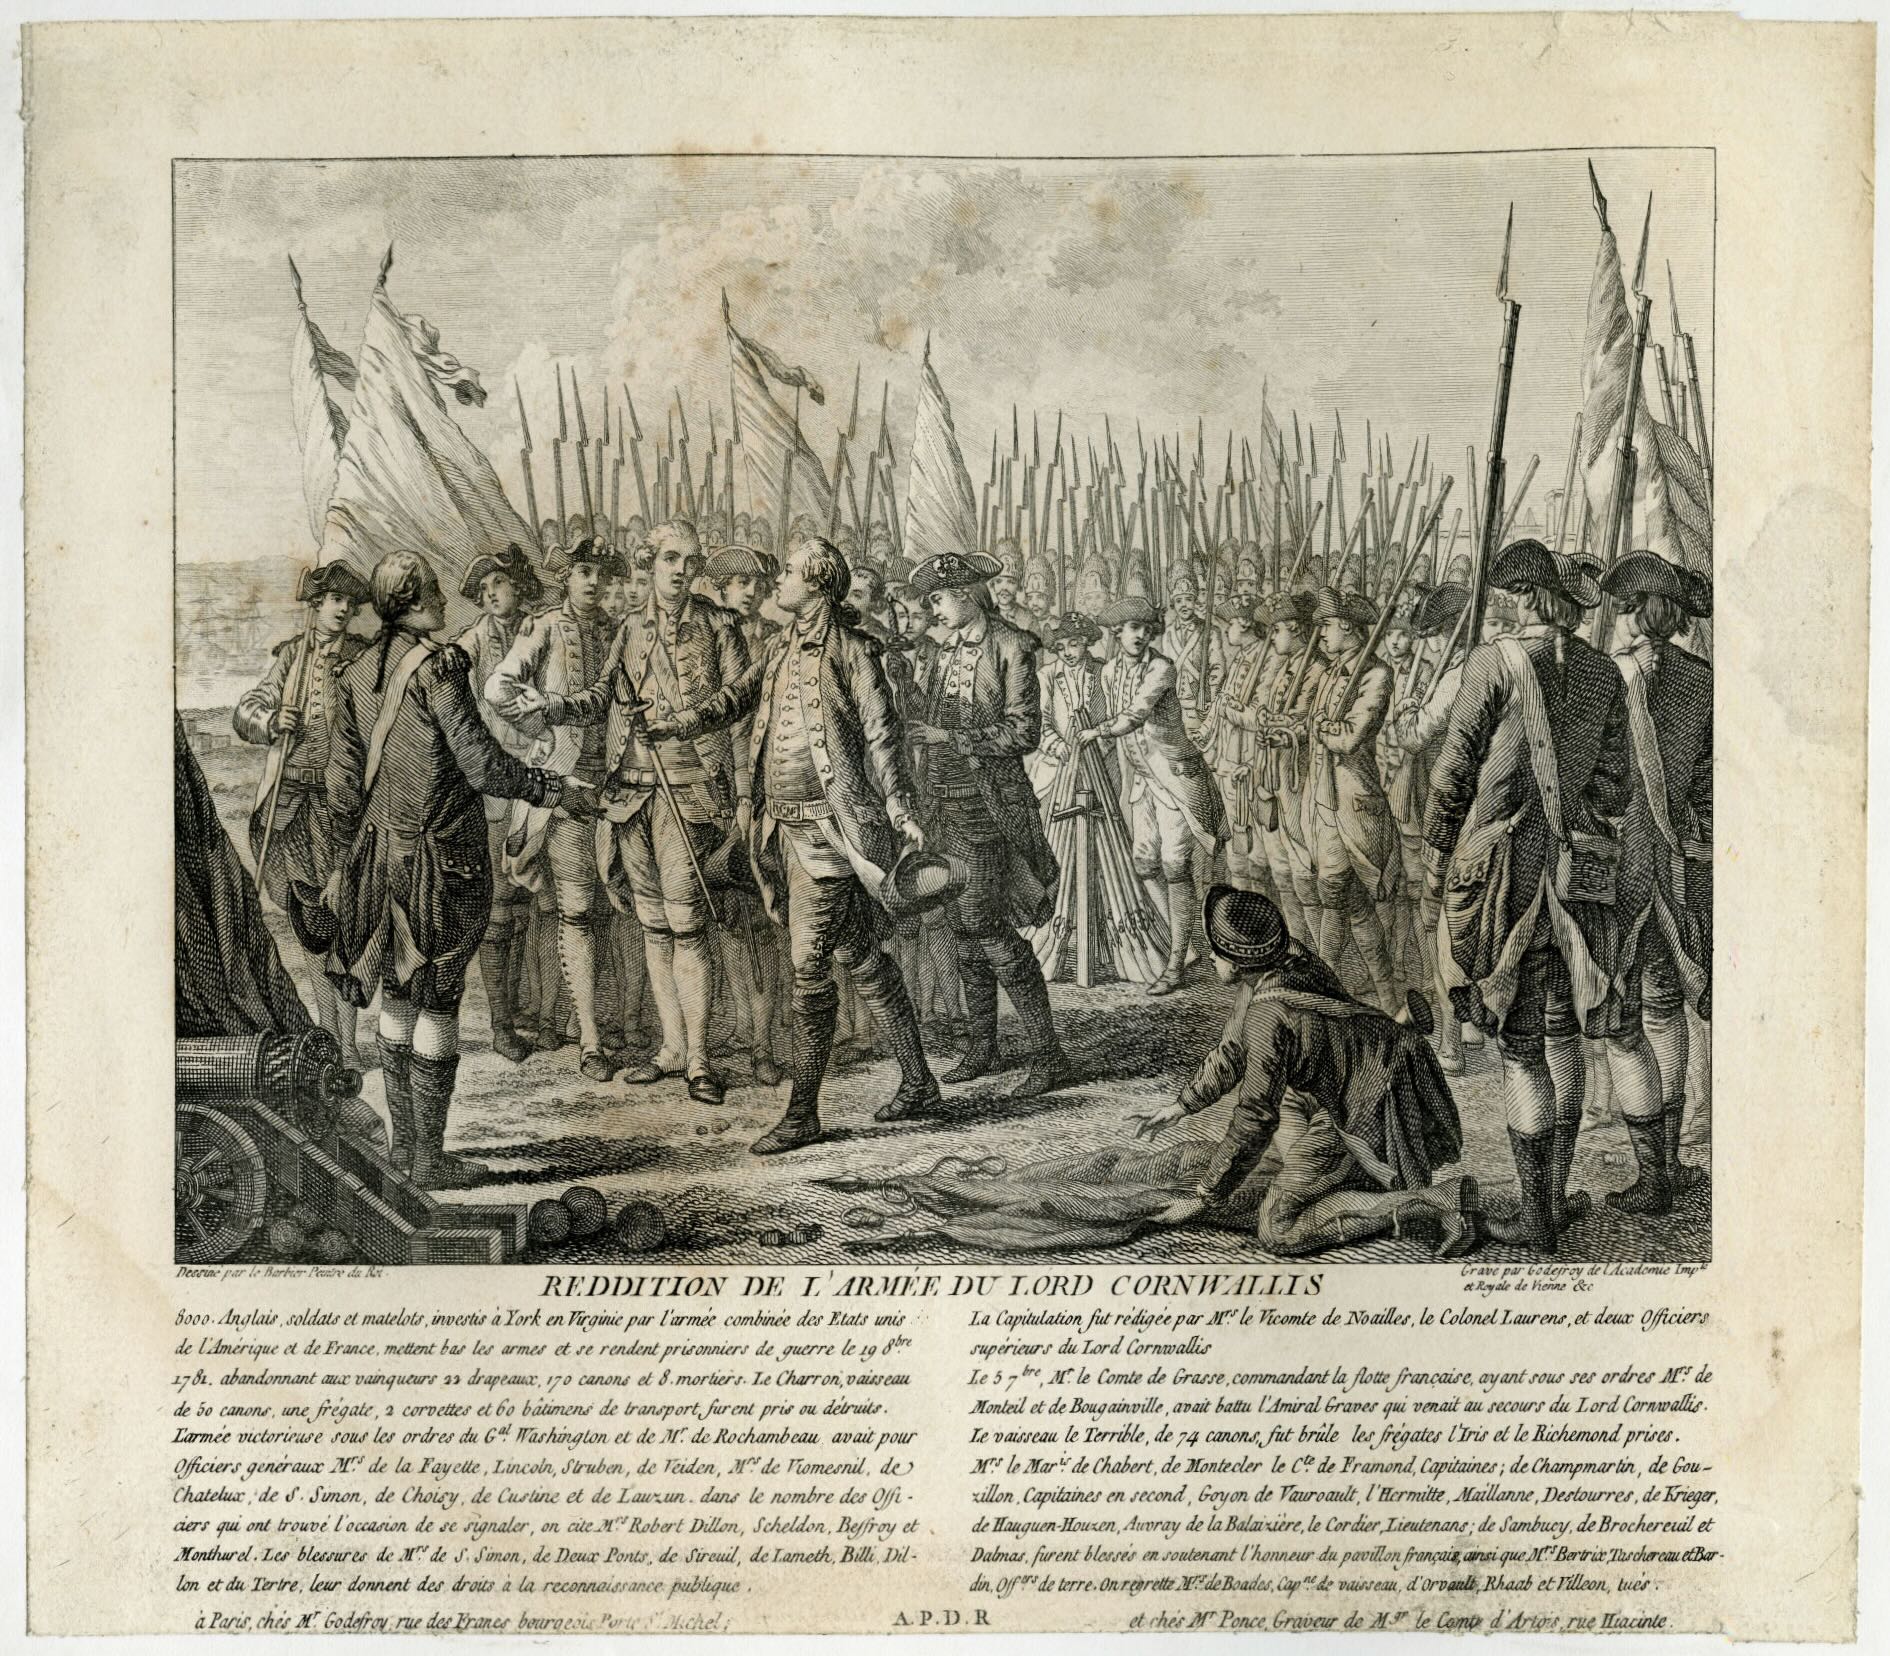 Dessiné par le Barbier Peintre du Roi.
REDDITION DE L'ARMÉE DU LORD CORNWALLIS
Gravé par Godefroy de l'Academie Imp.le
et Royale de Vienne &c
8000. Anglais, soldats et matelots, investis à York en Virginie par l'armée combinée des Etats unis
de l'Amérique et de France, mettent bas les armes et se rendent prisonniers de guerre le 19 8bre
1781. abandonnant aux vainqueurs 22 drapeaux, 170 canons et 8. mortiers. Le Charron, vaisseau
de 50 canons, une frégate, 2 corvettes et 60 bâtimens de transport, furent pris ou détruits.
L'armée victorieuse sous les ordres du Gal. Washington et de Mr. de Rochambeau avait pour
Officiers généraux Mrs de la Fayette, Lincoln, Struben, de Veiden, Mrs de Viomesnil, de
Chatelux, de S. Simon, de Choisy, de Custine et de Lauzun. dans le nombre des Offi-
ciers qui ont trouvé l'occasion de se signaler, on cite Mrs Robert Dillon, Scheldon, Beffroy et
Monthurel. Les blessures de Mrs de S. Simon, de Deux Ponts, de Sireuil, de Lameth, Billi, Dil-
lon et du Tertre, leur donnent des droits à la reconnaissance publique.
La Capitulation fut rédigée par Mrs le Vicomte de Noailles, le Colonel Laurens, et deux Officiers
supérieurs du Lord Cornwallis
Le 5 7bre, Mr. le Comte de Grasse, commandant la flotte française, ayant sous ses ordres Mrs de
Monteil et de Bougainville, avait battu l'Amiral Graves qui venait au secours du Lord Cornwallis.
Le vaisseau le Terrible, de 74 canons, fut brûle les frégates l'Iris et le Richemond prises.
Mrs le Maris de Chabert, de Montecler le Cte de Framond, Capitaines; de Champmartin, de Gou-
zillon, Capitaines en second, Goyon de Vauroault, l'Hermitte, Maillanne, Destourres, de Krieger,
de Hauguen-Houzen, Auvray de la Balaizière, le Cordier, Lieutenans; de Sambucy, de Brochereuil et
Dalmas, furent blessés en soutenant l'honneur du pavillon français, ainsi que Mrs Bertrix, Taschereau et Bar-
din, Offers de terre. On regrette Mrs de Boades, Capne de vaisseau, d'Orvault, Rhaab et Villeon, tués.
à Paris, chés Mr. Godefroy, rue des Francs bourgeois Porte St. Michel;
A.P.D.R
et chés Mr Ponce, Graveur de Mgr le Comte d'Artois, rue Hiacinte.